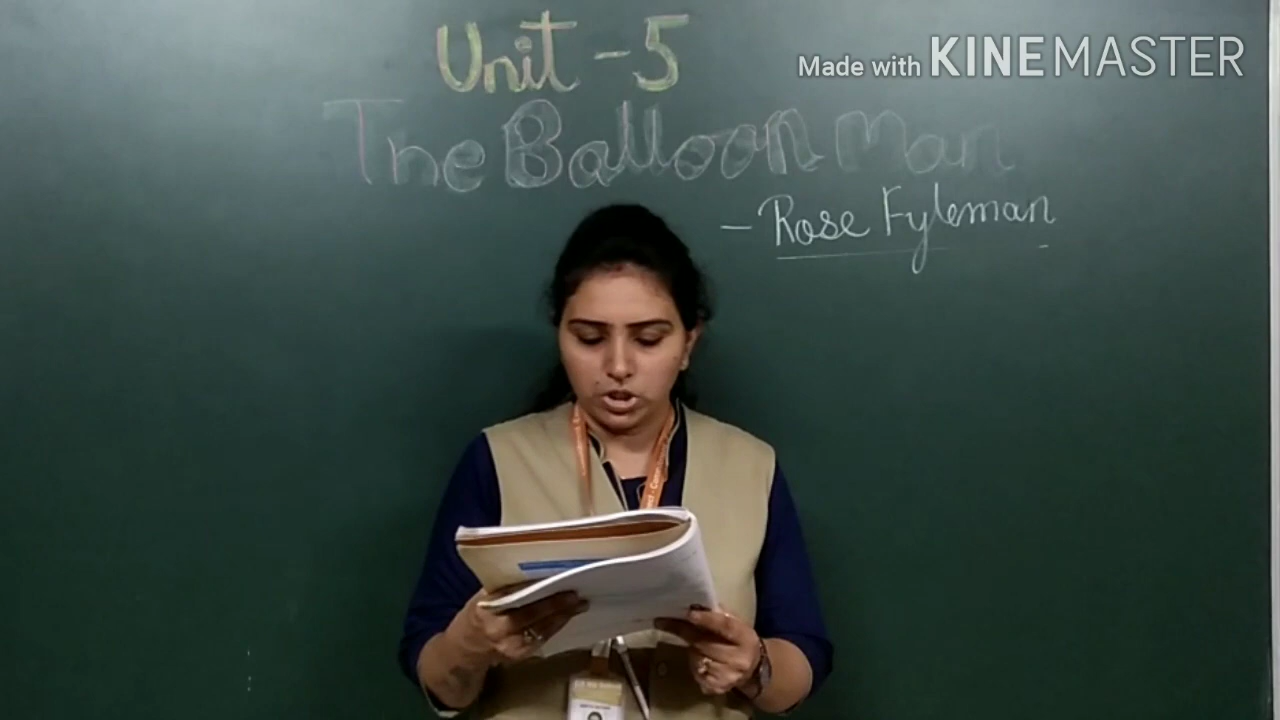 Unit - 5
Made with KINEMASTER
The Balloon Man
- Rose Fyleman